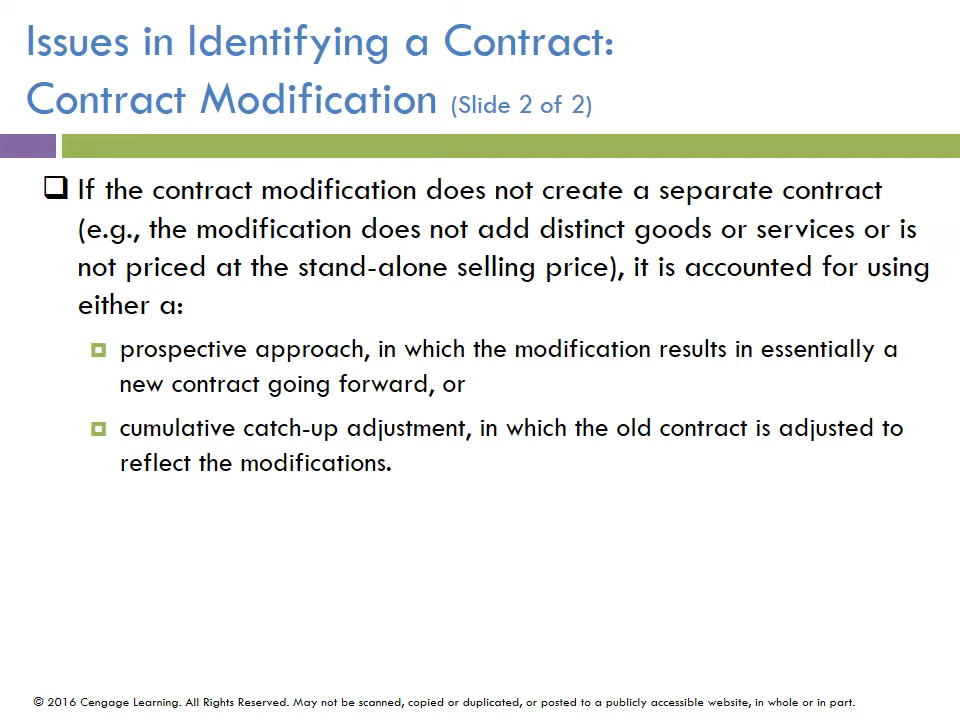 Issues in Identifying a Contract:
Contract Modification (Slide 2 of 2)
If the contract modification does not create a separate contract
(e.g., the modification does not add distinct goods or services or is
not priced at the stand-alone selling price), it is accounted for using
either a:
prospective approach, in which the modification results in essentially a
new contract going forward, or
cumulative catch-up adjustment, in which the old contract is adjusted to
reflect the modifications.
© 2016 Cengage Learning. All Rights Reserved. May not be scanned, copied or duplicated, or posted to a publicly accessible website, in whole or in part.